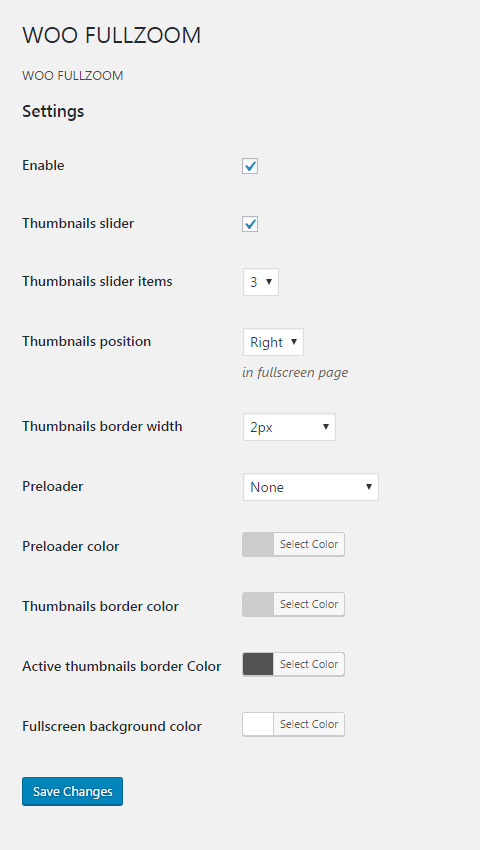 WOO FULLZOOM
WOO FULLZOOM
Settings
Enable
Thumbnails slider
Thumbnails slider items 3
Thumbnails position Right
in fullscreen page
Thumbnails border width 2px
Preloader None
Preloader color Select Color
Thumbnails border color Select Color
Active thumbnails border Color Select Color
Fullscreen background color Select Color
Save Changes